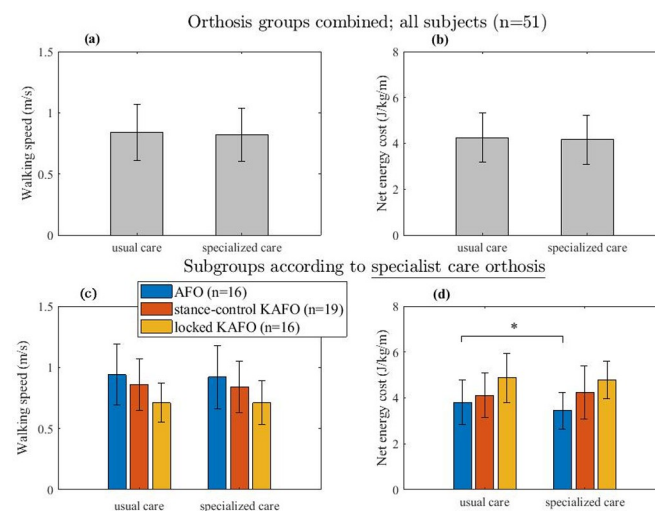 Orthosis groups combined; all subjects (n=51)
(a)
1.5
1
0.5
0
Walking speed (m/s)
usual care
specialized care
(b)
8
6
4
2
0
Net energy cost (J/kg/m)
usual care
specialized care
Subgroups according to specialist care orthosis
(c)
AFO (n=16)
stance-control KAFO (n=19)
locked KAFO (n=16)
1.5
1
0.5
0
Walking speed (m/s)
usual care
specialized care
(d)
*
8
6
4
2
0
Net energy cost (J/kg/m)
usual care
specialized care